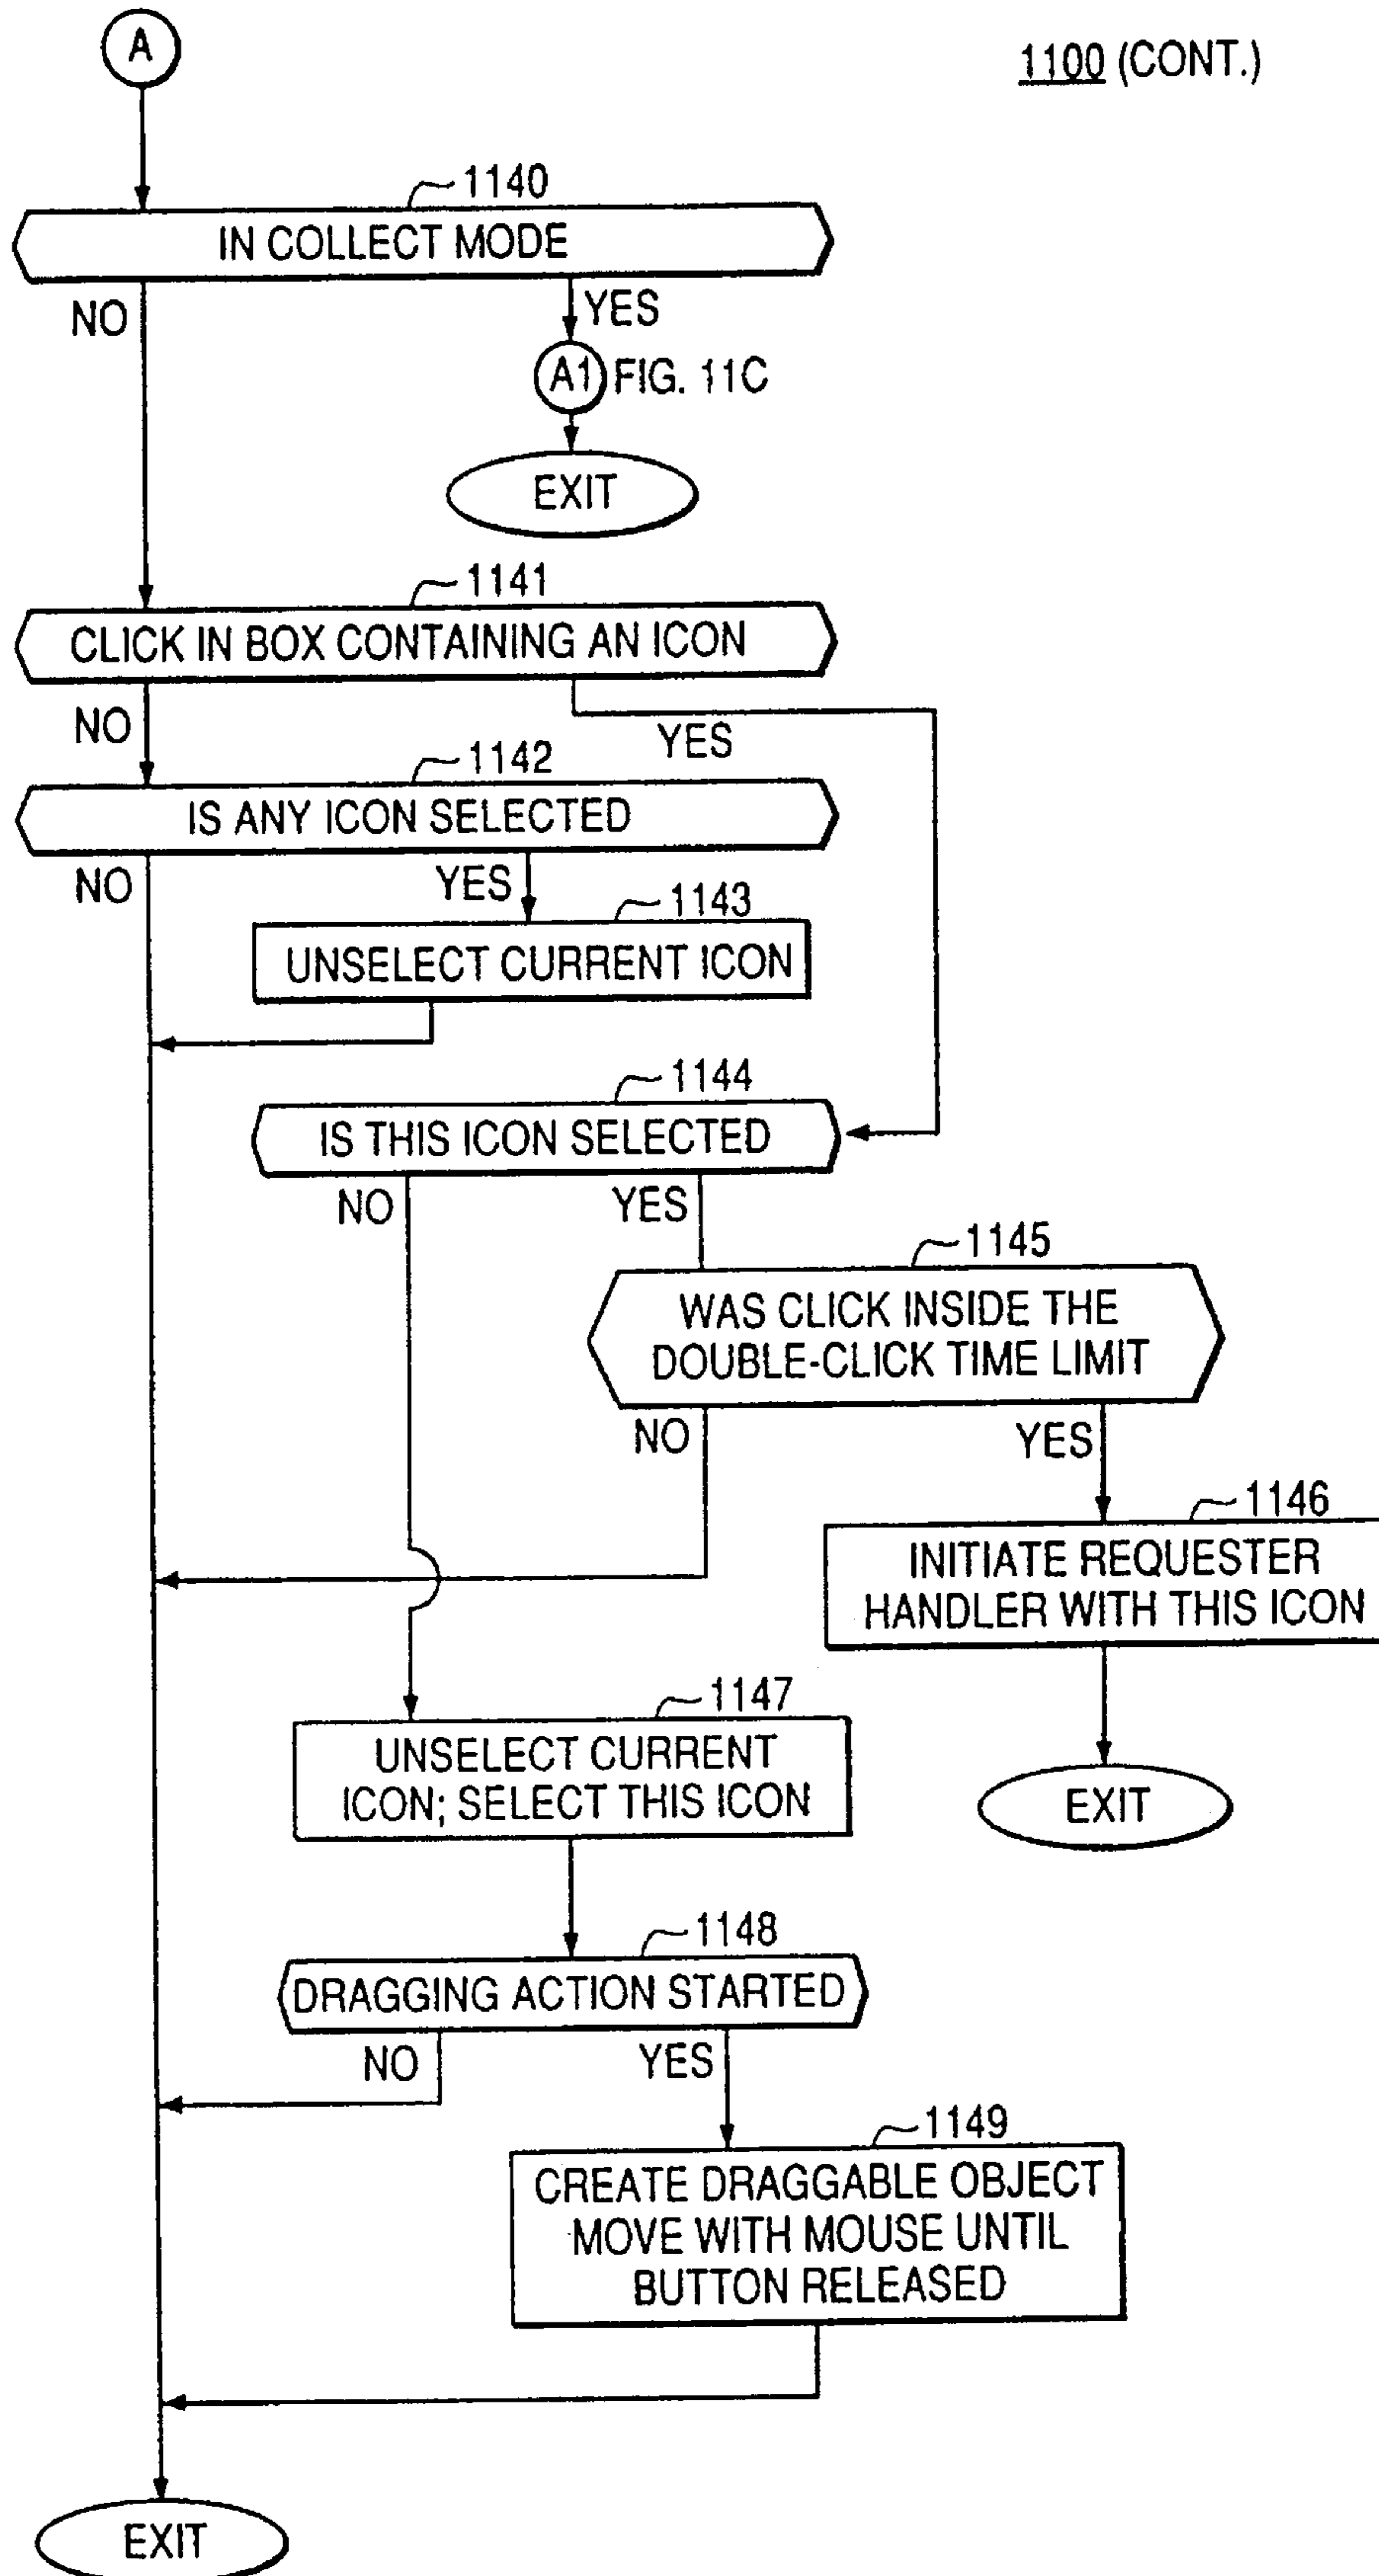 A
1100 (CONT.)
1140
IN COLLECT MODE
NO
YES
A1 FIG. 11C
EXIT
1141
CLICK IN BOX CONTAINING AN ICON
NO
YES
1142
IS ANY ICON SELECTED
NO
YES
1143
UNSELECT CURRENT ICON
1144
IS THIS ICON SELECTED
NO
YES
1145
WAS CLICK INSIDE THE
DOUBLE-CLICK TIME LIMIT
NO
YES
1146
INITIATE REQUESTER
HANDLER WITH THIS ICON
1147
UNSELECT CURRENT
ICON; SELECT THIS ICON
EXIT
1148
DRAGGING ACTION STARTED
NO
YES
1149
CREATE DRAGGABLE OBJECT
MOVE WITH MOUSE UNTIL
BUTTON RELEASED
EXIT